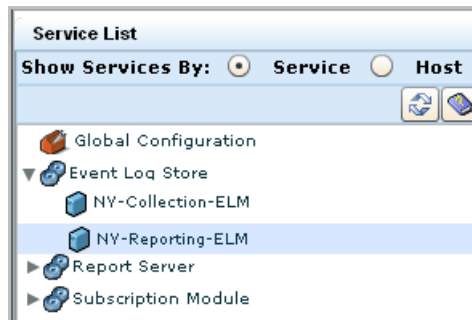 Service List
Show Services By: Service Host
Global Configuration
Event Log Store
NY-Collection-ELM
NY-Reporting-ELM
Report Server
Subscription Module